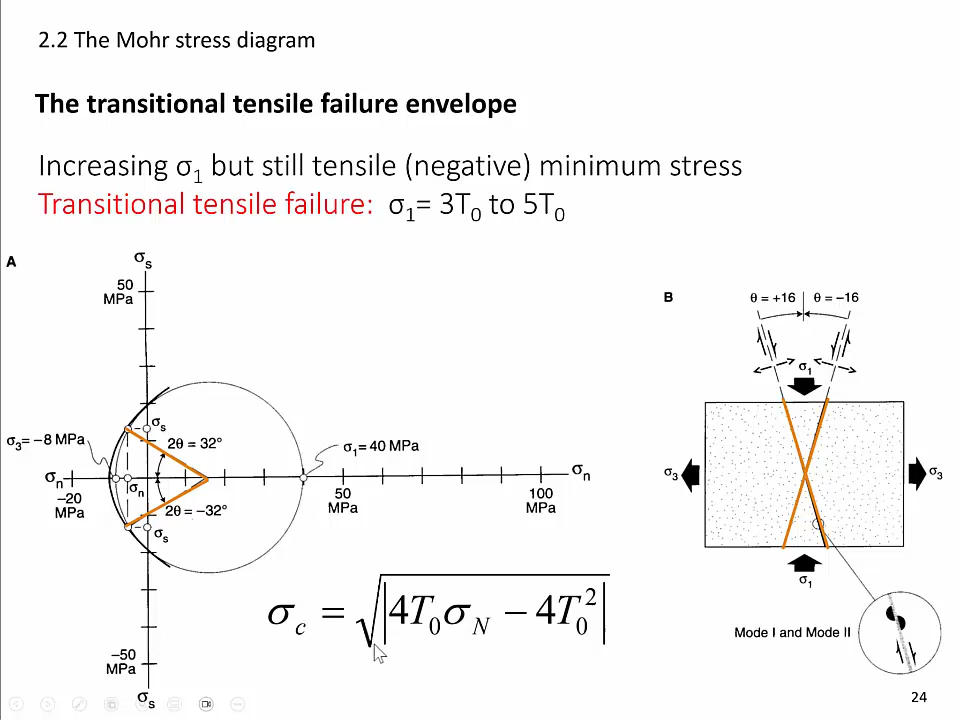 2.2 The Mohr stress diagram
The transitional tensile failure envelope
Increasing σ₁ but still tensile (negative) minimum stress
Transitional tensile failure: σ₁= 3T₀ to 5T₀
A
σₛ
50
MPa
σ₃= −8 MPa
σₛ
2θ = 32°
σ₁= 40 MPa
σₙ
σₙ
σₙ
−20
MPa
2θ = −32°
50
MPa
100
MPa
σₛ
−50
MPa
σₛ
σ_c = √|4T₀σ_N − 4T₀²|
B
θ = +16
θ = −16
σ₁
σ₃
σ₃
σ₁
Mode I and Mode II
24